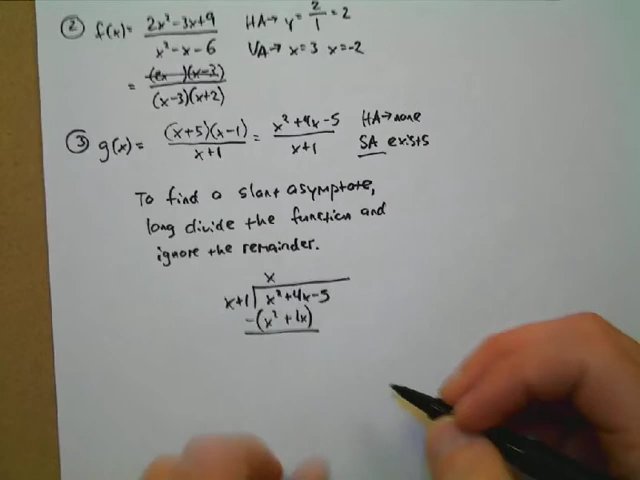 ② f(x) = 2x² - 3x + 9 / x² - x - 6 HA → y = 2/1 = 2
VA → x = 3 x = -2
= (x - 3) / (x - 3)(x + 2)
③ g(x) = (x + 5)(x - 1) / x + 1 = x² + 4x - 5 / x + 1 HA → none
SA exists
To find a slant asymptote,
long divide the function and
ignore the remainder.
x
x + 1 x² + 4x - 5
-(x² + 1x)